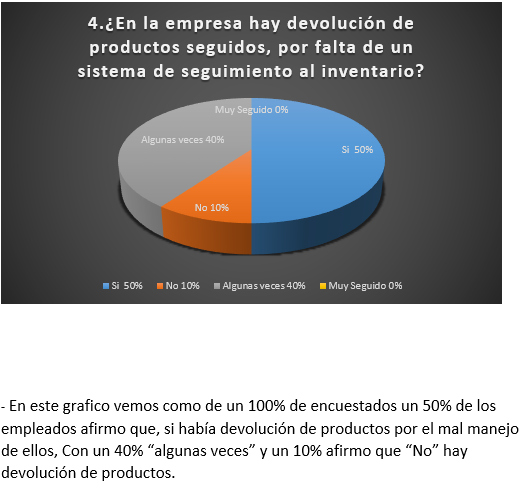 4.¿En la empresa hay devolución de
productos seguidos, por falta de un
sistema de seguimiento al inventario?
Muy Seguido 0%
Algunas veces 40%
Si 50%
No 10%
Si 50% No 10% Algunas veces 40% Muy Seguido 0%
- En este grafico vemos como de un 100% de encuestados un 50% de los
empleados afirmo que, si había devolución de productos por el mal manejo
de ellos, Con un 40% “algunas veces” y un 10% afirmo que “No” hay
devolución de productos.